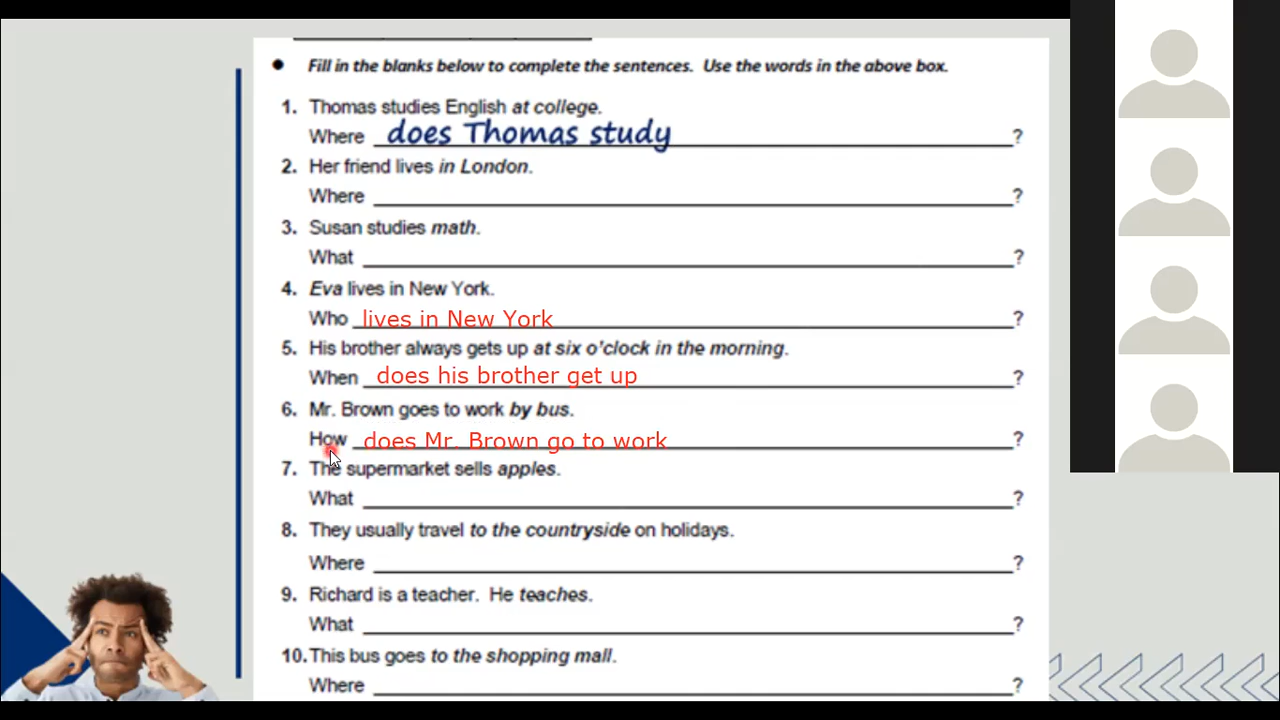 Fill in the blanks below to complete the sentences. Use the words in the above box.
1. Thomas studies English at college.
Where does Thomas study ?
2. Her friend lives in London.
Where ?
3. Susan studies math.
What ?
4. Eva lives in New York.
Who lives in New York ?
5. His brother always gets up at six o'clock in the morning.
When does his brother get up ?
6. Mr. Brown goes to work by bus.
How does Mr. Brown go to work ?
7. The supermarket sells apples.
What ?
8. They usually travel to the countryside on holidays.
Where ?
9. Richard is a teacher. He teaches.
What ?
10. This bus goes to the shopping mall.
Where ?